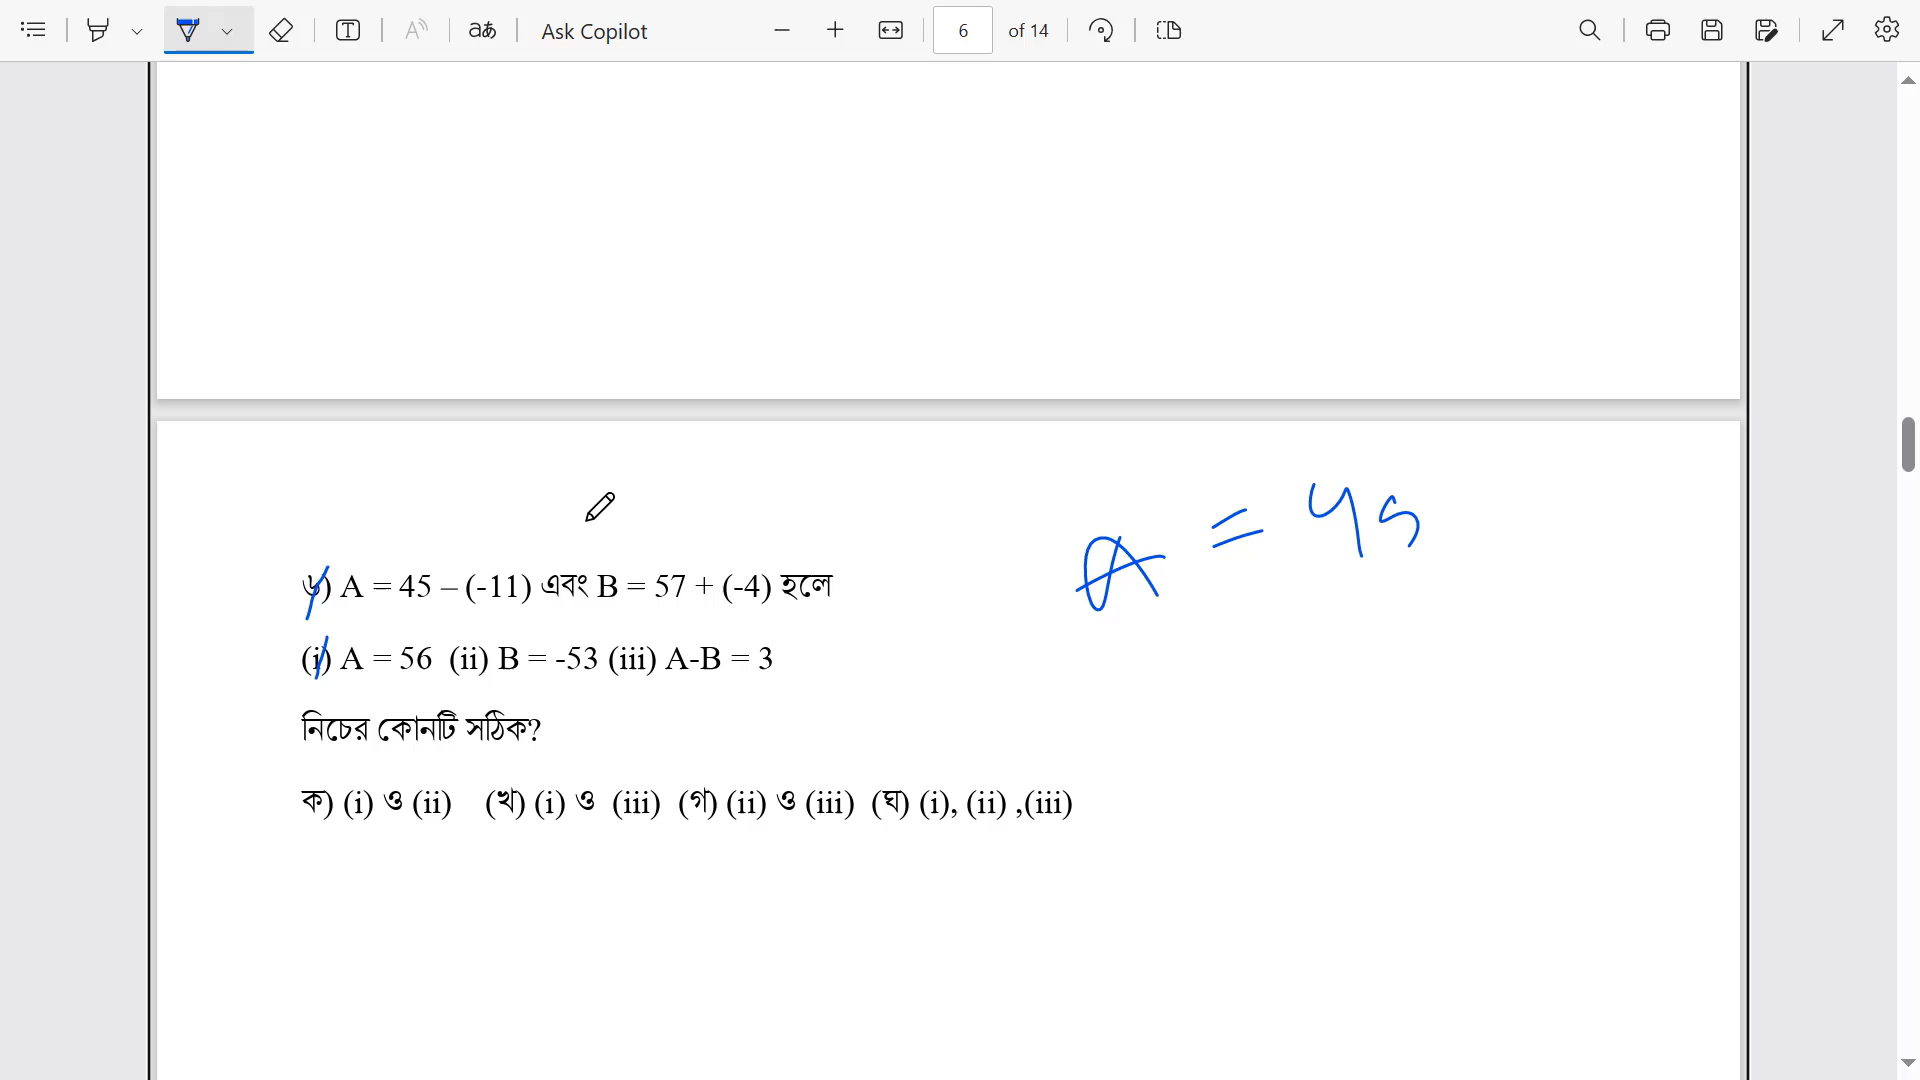 Ask Copilot
6 of 14
A = 45
৬) A = 45 – (-11) এবং B = 57 + (-4) হলে
(i) A = 56 (ii) B = -53 (iii) A-B = 3
নিচের কোনটি সঠিক?
ক) (i) ও (ii) (খ) (i) ও (iii) (গ) (ii) ও (iii) (ঘ) (i), (ii) ,(iii)